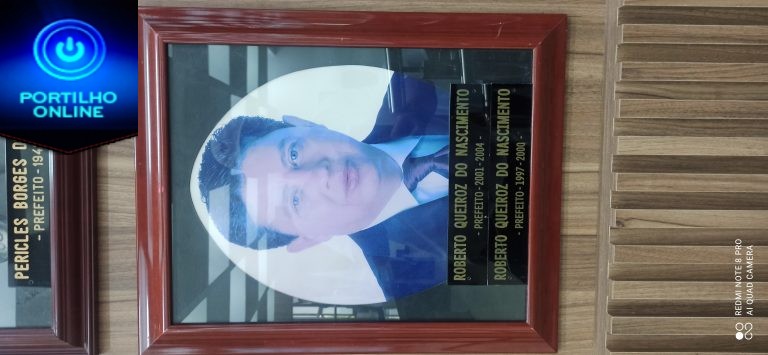 PORTILHO
ONLINE
PERICLES BORGES D
- PREFEITO - 194
ROBERTO QUEIROZ DO NASCIMENTO
- PREFEITO - 2001 - 2004 -
ROBERTO QUEIROZ DO NASCIMENTO
- PREFEITO - 1997 - 2000 -
REDMI NOTE 8 PRO
AI QUAD CAMERA